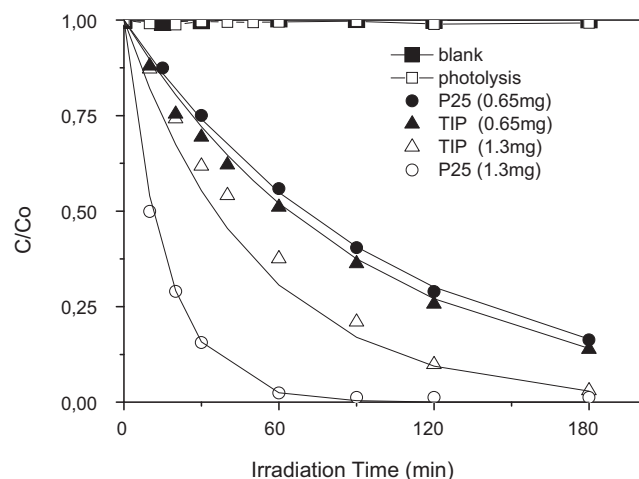 1,00
0,75
0,50
0,25
0,00
C/Co
blank
photolysis
P25 (0.65mg)
TIP (0.65mg)
TIP (1.3mg)
P25 (1.3mg)
0 60 120 180
Irradiation Time (min)